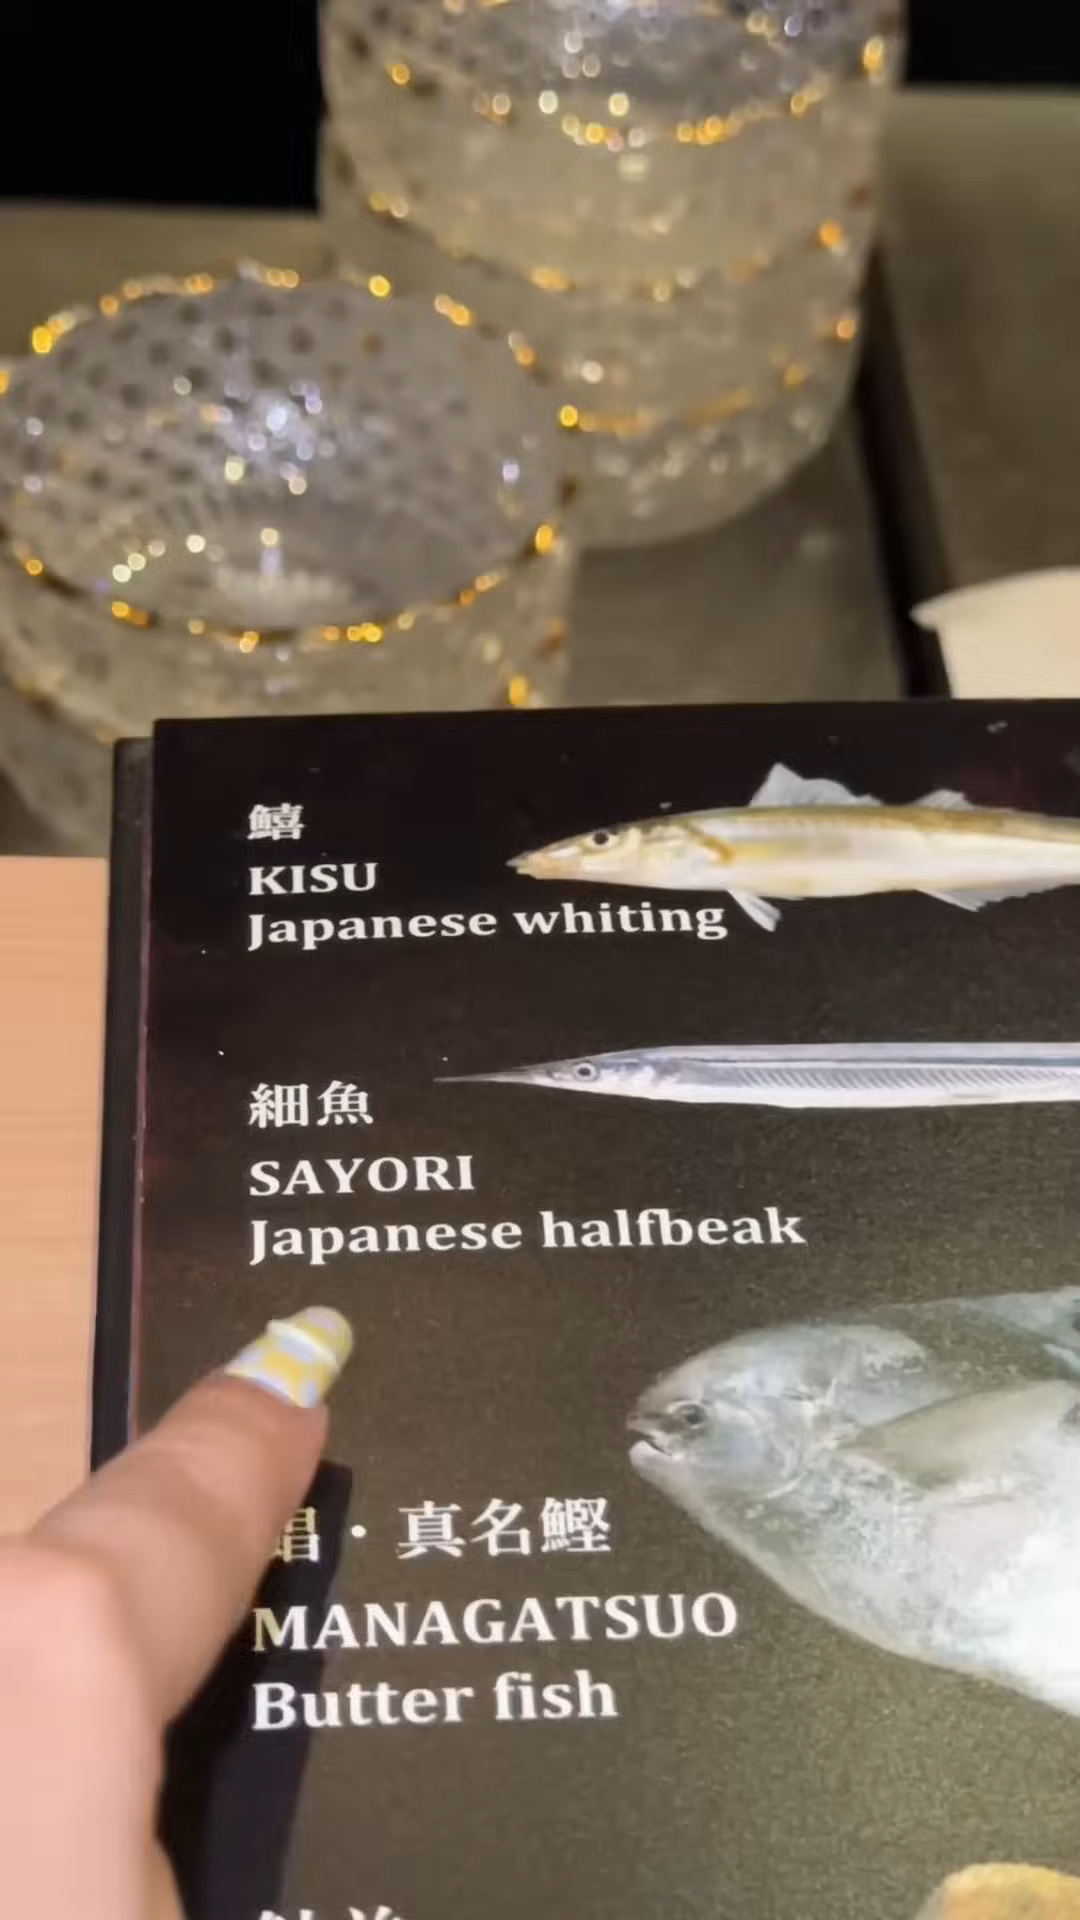 鱚
KISU
Japanese whiting
細魚
SAYORI
Japanese halfbeak
・真名鰹
MANAGATSUO
Butter fish